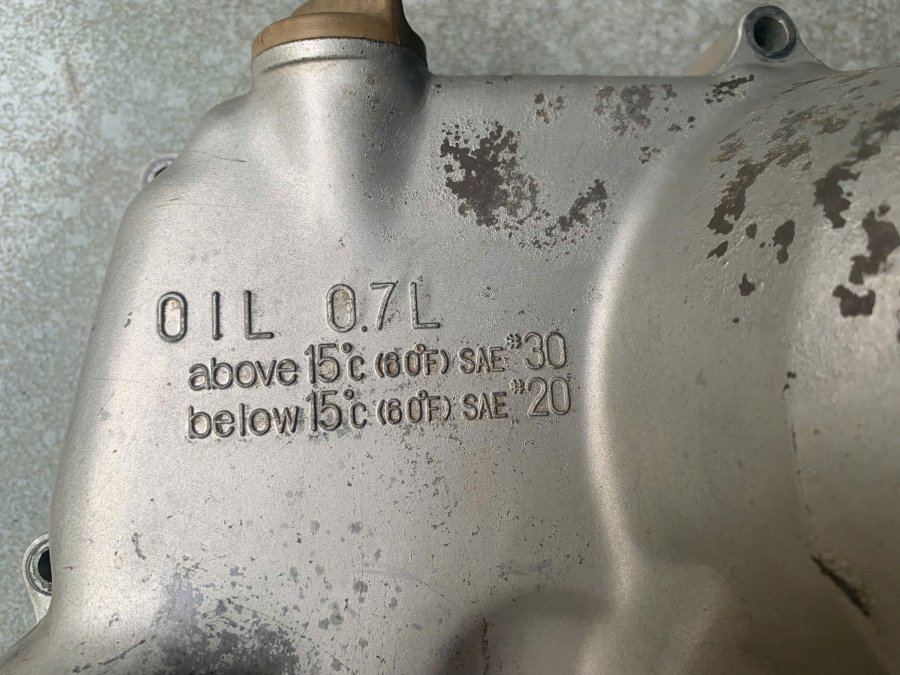 OIL 0.7L
above 15°C (60°F) SAE #30
below 15°C (60°F) SAE #20